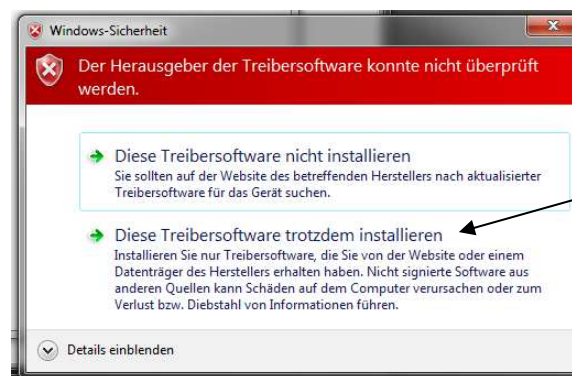 Windows-Sicherheit
Der Herausgeber der Treibersoftware konnte nicht überprüft
werden.
Diese Treibersoftware nicht installieren
Sie sollten auf der Website des betreffenden Herstellers nach aktualisierter
Treibersoftware für das Gerät suchen.
Diese Treibersoftware trotzdem installieren
Installieren Sie nur Treibersoftware, die Sie von der Website oder einem
Datenträger des Herstellers erhalten haben. Nicht signierte Software aus
anderen Quellen kann Schäden auf dem Computer verursachen oder zum
Verlust bzw. Diebstahl von Informationen führen.
Details einblenden